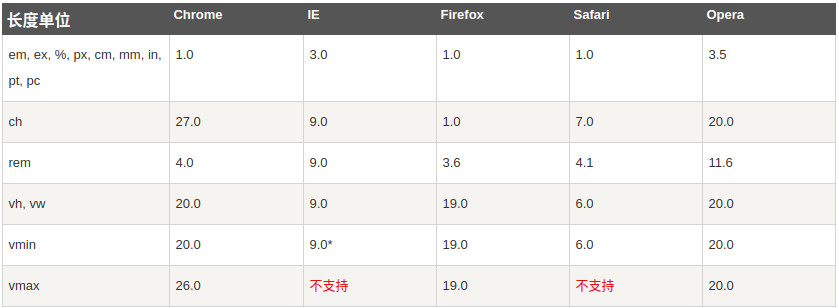 长度单位 Chrome IE Firefox Safari Opera
em, ex, %, px, cm, mm, in, 1.0 3.0 1.0 1.0 3.5
pt, pc
ch 27.0 9.0 1.0 7.0 20.0
rem 4.0 9.0 3.6 4.1 11.6
vh, vw 20.0 9.0 19.0 6.0 20.0
vmin 20.0 9.0* 19.0 6.0 20.0
vmax 26.0 不支持 19.0 不支持 20.0